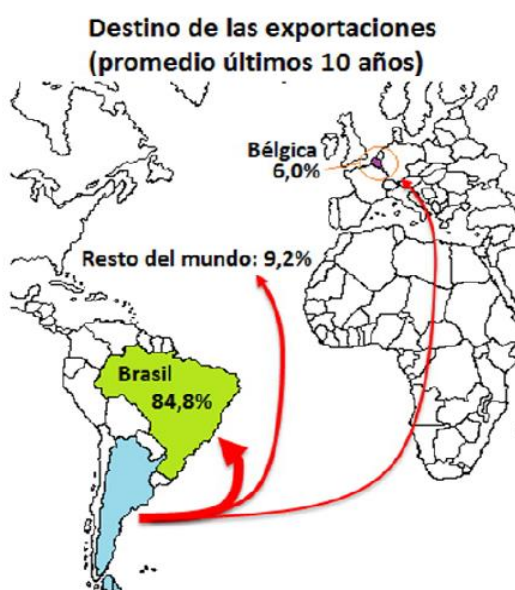 Destino de las exportaciones
(promedio últimos 10 años)
Bélgica
6,0%
Resto del mundo: 9,2%
Brasil
84,8%